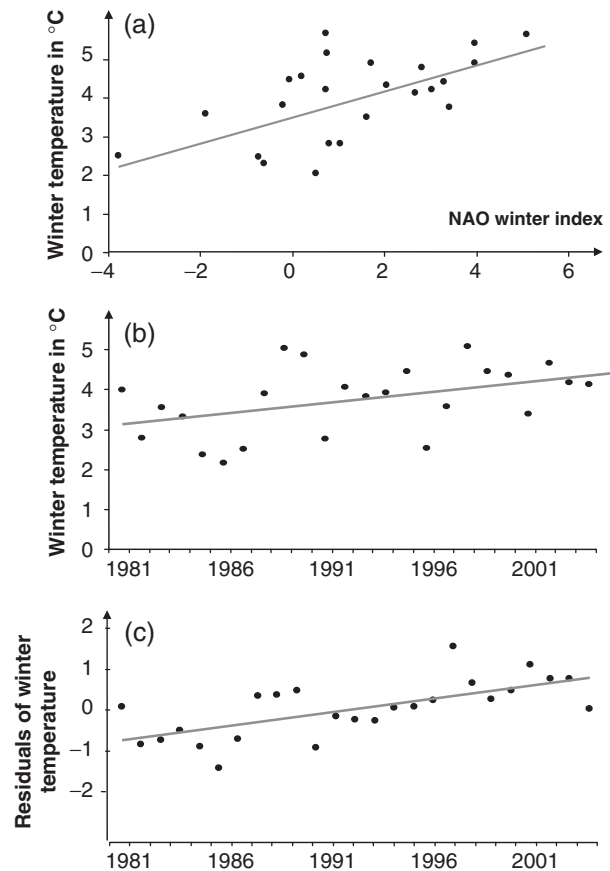 (a)
Winter temperature in °C
5
4
3
2
1
0
NAO winter index
−4 −2 0 2 4 6
(b)
Winter temperature in °C
5
4
3
2
1
0
1981 1986 1991 1996 2001
(c)
Residuals of winter
temperature
2
1
0
−1
−2
1981 1986 1991 1996 2001